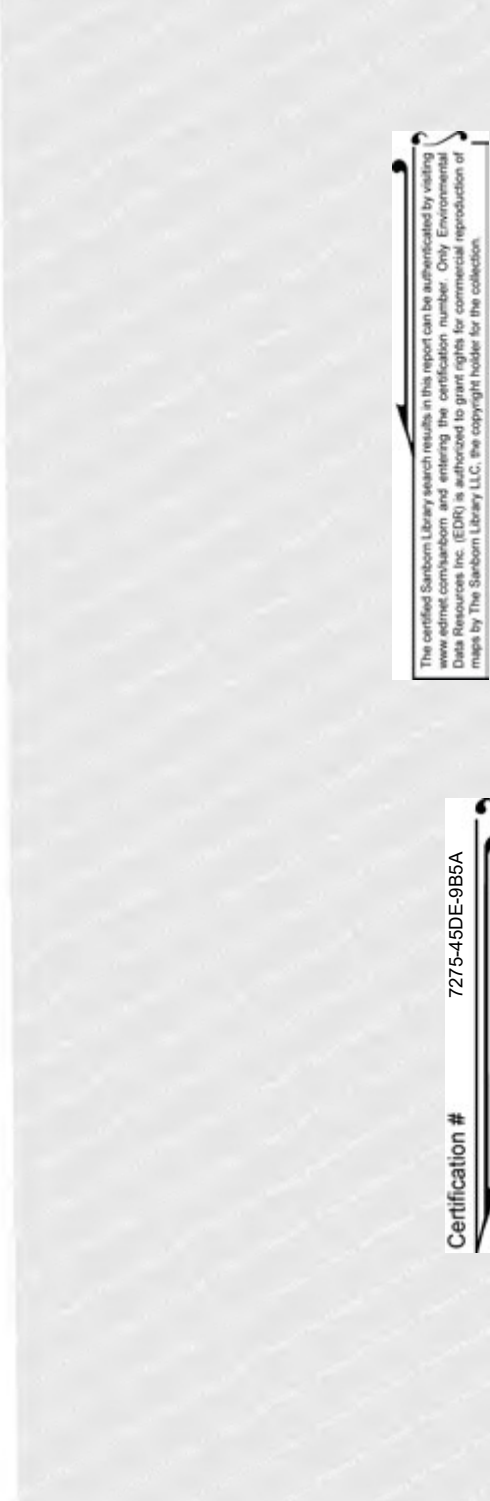 The certified Sanborn Library search results in this report can be authenticated by visiting
www.edrnet.com/sanborn and entering the certification number. Only Environmental
Data Resources Inc. (EDR) is authorized to grant rights for commercial reproduction of
maps by The Sanborn Library LLC, the copyright holder for the collection.
Certification # 7275-45DE-9B5A